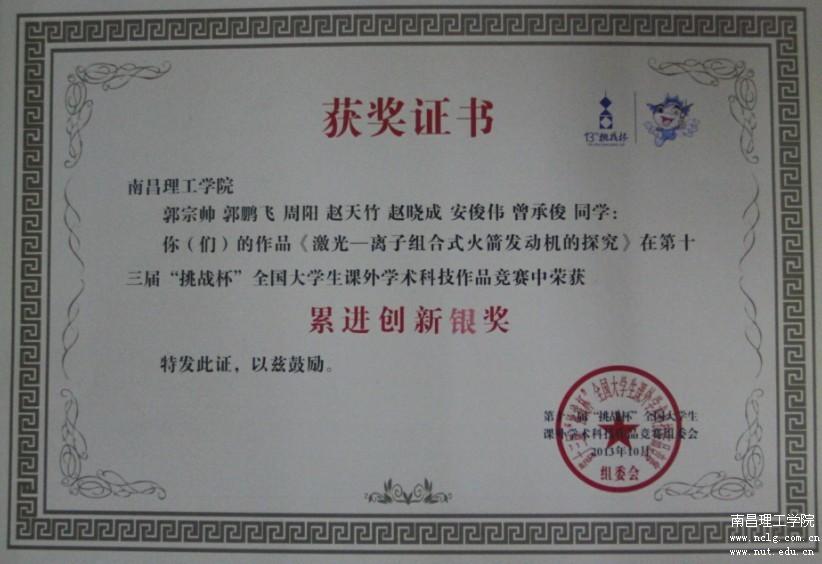 获奖证书
13th 挑战杯
南昌理工学院
郭宗帅 郭鹏飞 周阳 赵天竹 赵晓成 安俊伟 曾承俊 同学：
你（们）的作品《激光—离子组合式火箭发动机的探究》在第十
三届“挑战杯”全国大学生课外学术科技作品竞赛中荣获
累进创新银奖
特发此证，以兹鼓励。
第十三届“挑战杯”全国大学生
课外学术科技作品竞赛组委会
2013年10月
组委会
南昌理工学院
www.nclg.com.cn
www.nut.edu.cn